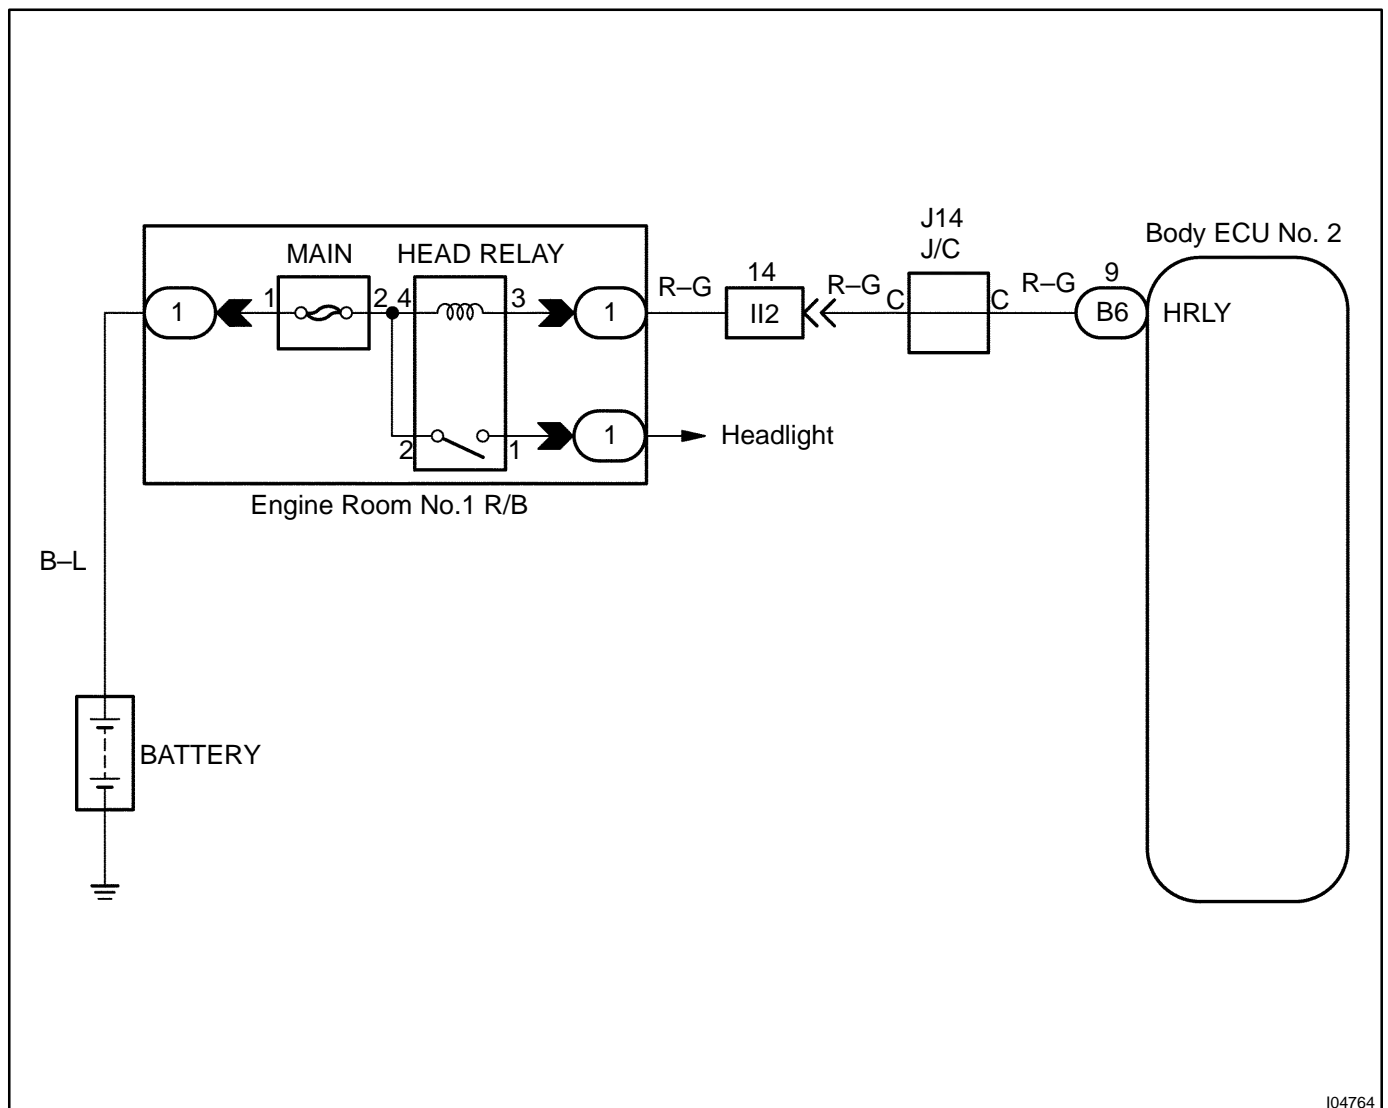 J14
J/C
Body ECU No. 2
MAIN
HEAD RELAY
1
1
2
4
3
1
R–G
14
II2
R–G
C
C
R–G
9
B6
HRLY
2
1
1
Headlight
Engine Room No.1 R/B
B–L
BATTERY
I04764